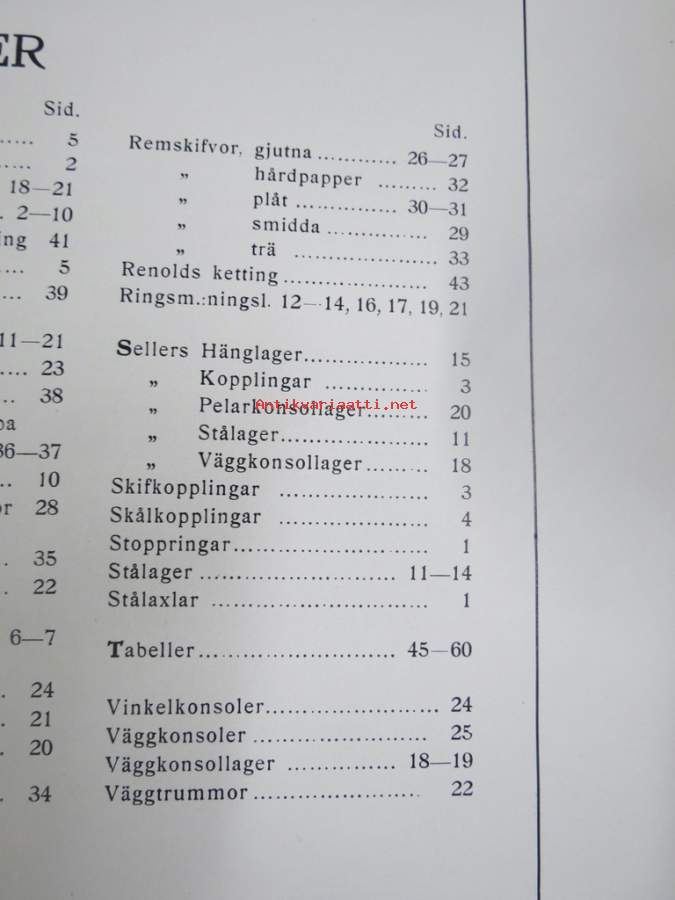 ER
Sid.
5
2
18—21
2—10
ing 41
5
39
11—21
23
38
pa
36—37
10
or 28
35
22
6—7
24
21
20
34
Sid.
Remskifvor, gjutna ............ 26—27
„ hårdpapper ......... 32
„ plåt ............... 30—31
„ smidda ............... 29
„ trä ..................... 33
Renolds ketting ..................... 43
Ringsm.:ningsl. 12—14, 16, 17, 19, 21
Sellers Hänglager................... 15
„ Kopplingar ............... 3
„ Pelarkonsollager......... 20
Antikvariaatti.net
„ Stålager..................... 11
„ Väggkonsollager......... 18
Skifkopplingar ..................... 3
Skålkopplingar ..................... 4
Stoppringar............................ 1
Stålager ............................ 11—14
Stålaxlar ............................... 1
Tabeller............................ 45—60
Vinkelkonsoler......................... 24
Väggkonsoler ......................... 25
Väggkonsollager ............... 18—19
Väggtrummor........................ 22